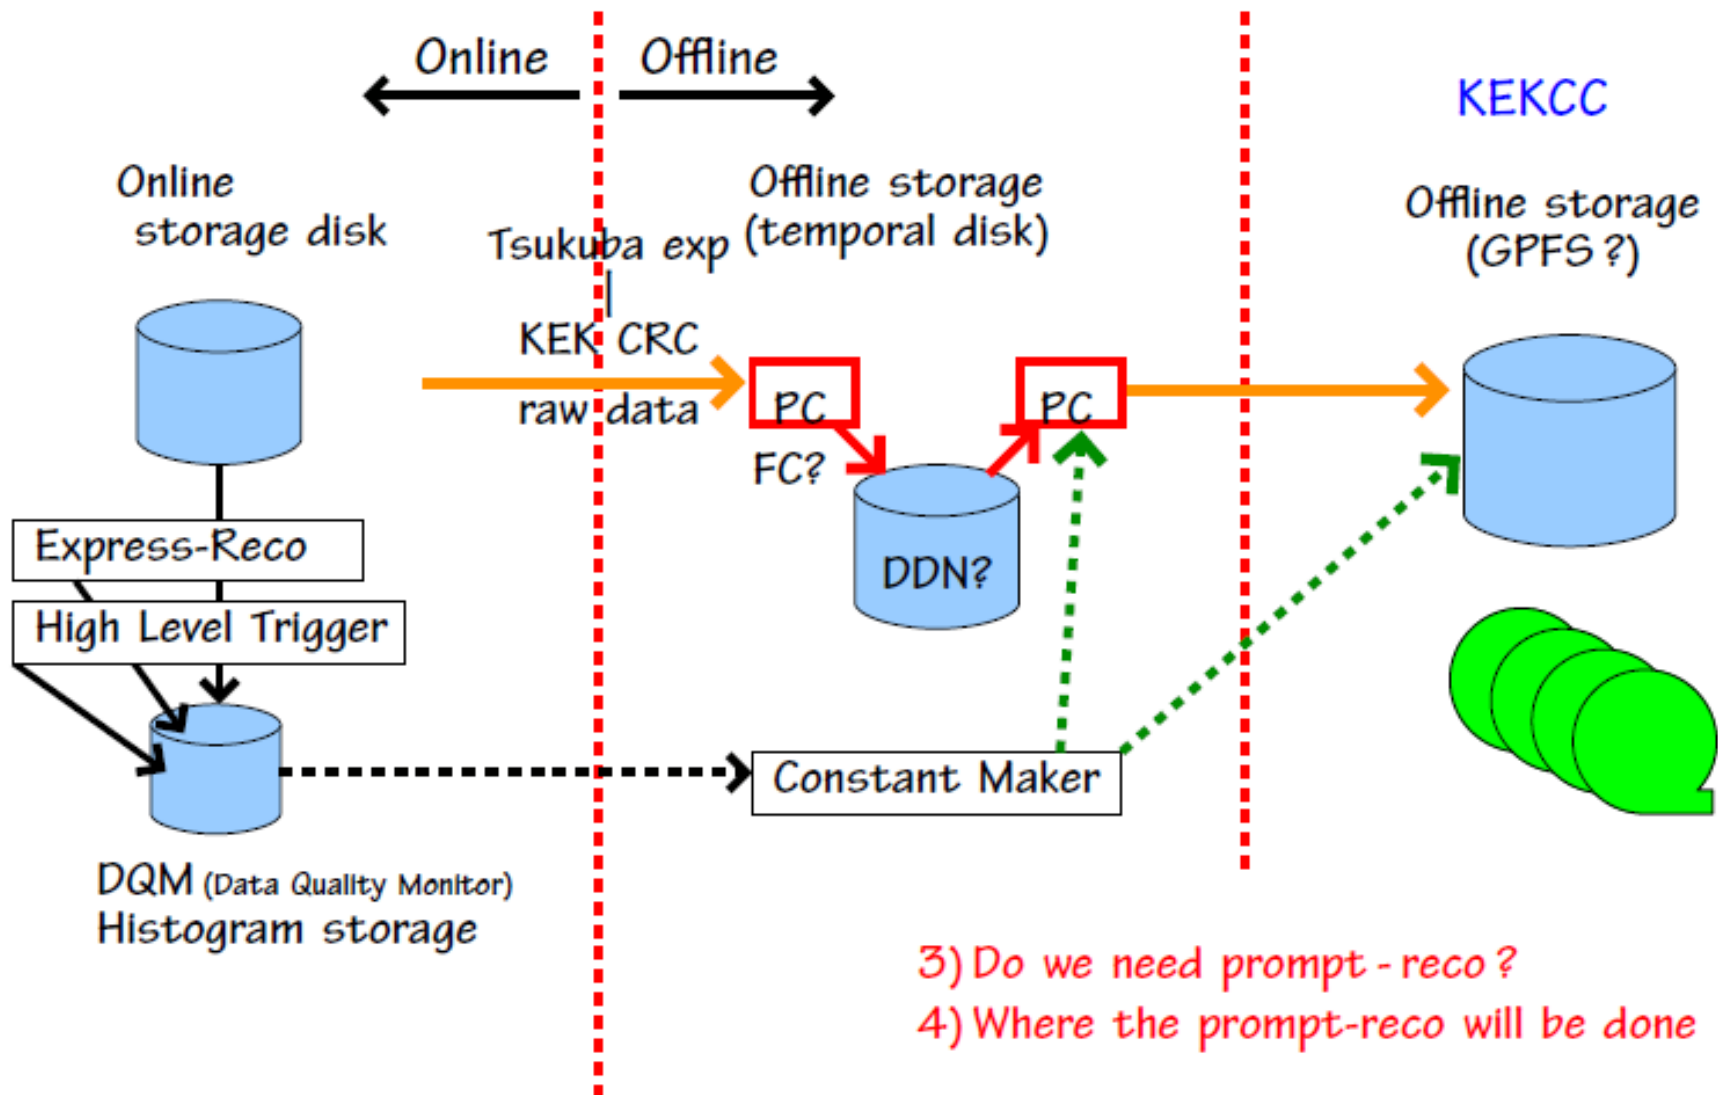 Online
Offline
KEKCC
Online
storage disk
Offline storage
(temporal disk)
Offline storage
(GPFS ?)
Tsukuba exp
|
KEK CRC
raw data
PC
PC
FC?
DDN?
Express-Reco
High Level Trigger
Constant Maker
DQM (Data Quality Monitor)
Histogram storage
3) Do we need prompt - reco ?
4) Where the prompt-reco will be done